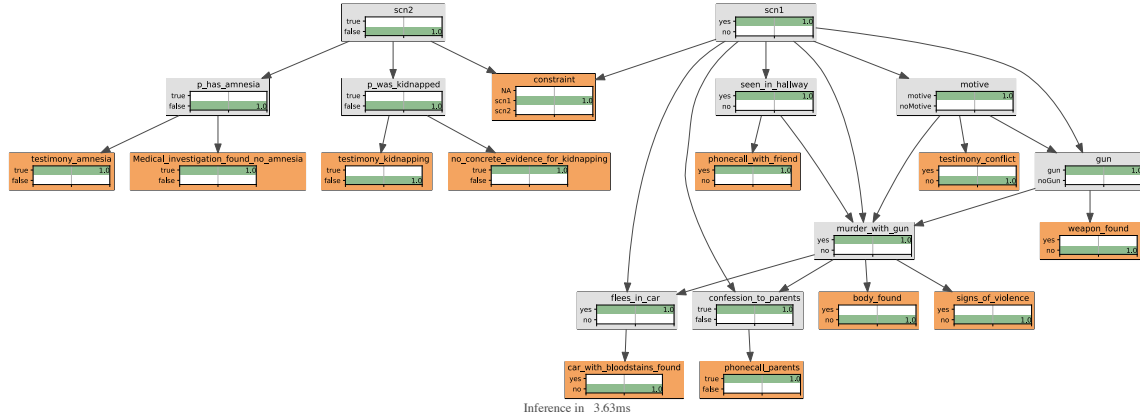 scn2
true
false 1.0
scn1
yes 1.0
no
p_has_amnesia
true
false 1.0
p_was_kidnapped
true
false 1.0
constraint
NA
scn1 1.0
scn2
seen_in_hallway
yes 1.0
no
motive
motive 1.0
noMotive
testimony_amnesia
true 1.0
false
Medical_investigation_found_no_amnesia
true 1.0
false
testimony_kidnapping
true
false 1.0
no_concrete_evidence_for_kidnapping
true 1.0
false
phonecall_with_friend
yes 1.0
no
testimony_conflict
yes
no 1.0
gun
gun 1.0
noGun
murder_with_gun
yes 1.0
no
weapon_found
yes
no 1.0
flees_in_car
yes 1.0
no
confession_to_parents
true 1.0
false
body_found
yes
no 1.0
signs_of_violence
yes
no 1.0
car_with_bloodstains_found
yes
no 1.0
phonecall_parents
true 1.0
false
Inference in 3.63ms